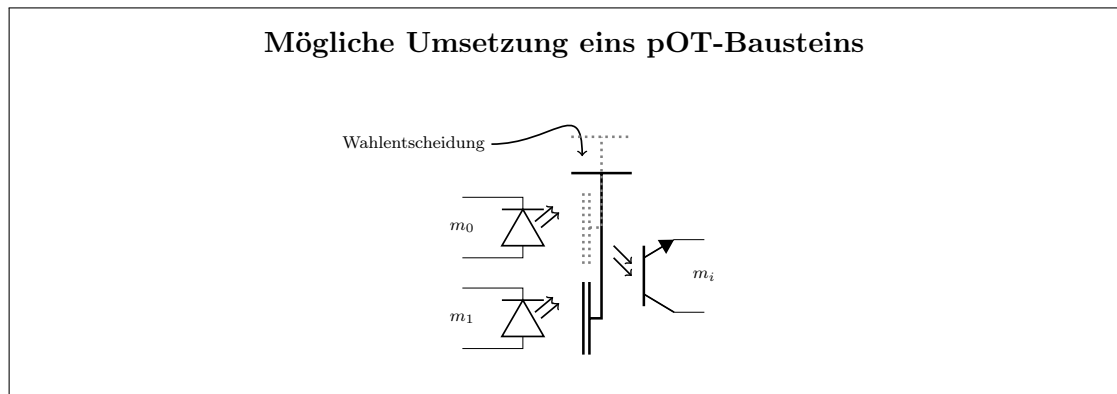 Mögliche Umsetzung eins pOT-Bausteins
Wahlentscheidung
m₀
mᵢ
m₁